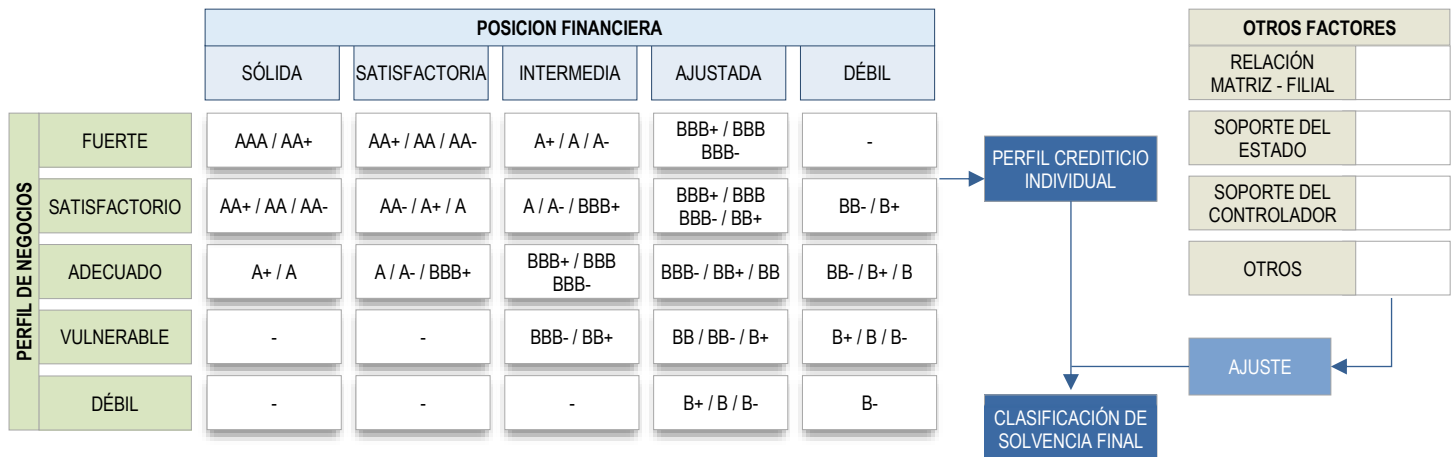 POSICION FINANCIERA
SÓLIDA
SATISFACTORIA
INTERMEDIA
AJUSTADA
DÉBIL
PERFIL DE NEGOCIOS
FUERTE
AAA / AA+
AA+ / AA / AA-
A+ / A / A-
BBB+ / BBB
BBB-
-
SATISFACTORIO
AA+ / AA / AA-
AA- / A+ / A
A / A- / BBB+
BBB+ / BBB
BBB- / BB+
BB- / B+
ADECUADO
A+ / A
A / A- / BBB+
BBB+ / BBB
BBB-
BBB- / BB+ / BB
BB- / B+ / B
VULNERABLE
-
-
BBB- / BB+
BB / BB- / B+
B+ / B / B-
DÉBIL
-
-
-
B+ / B / B-
B-
PERFIL CREDITICIO
INDIVIDUAL
CLASIFICACIÓN DE
SOLVENCIA FINAL
OTROS FACTORES
RELACIÓN
MATRIZ - FILIAL
SOPORTE DEL
ESTADO
SOPORTE DEL
CONTROLADOR
OTROS
AJUSTE